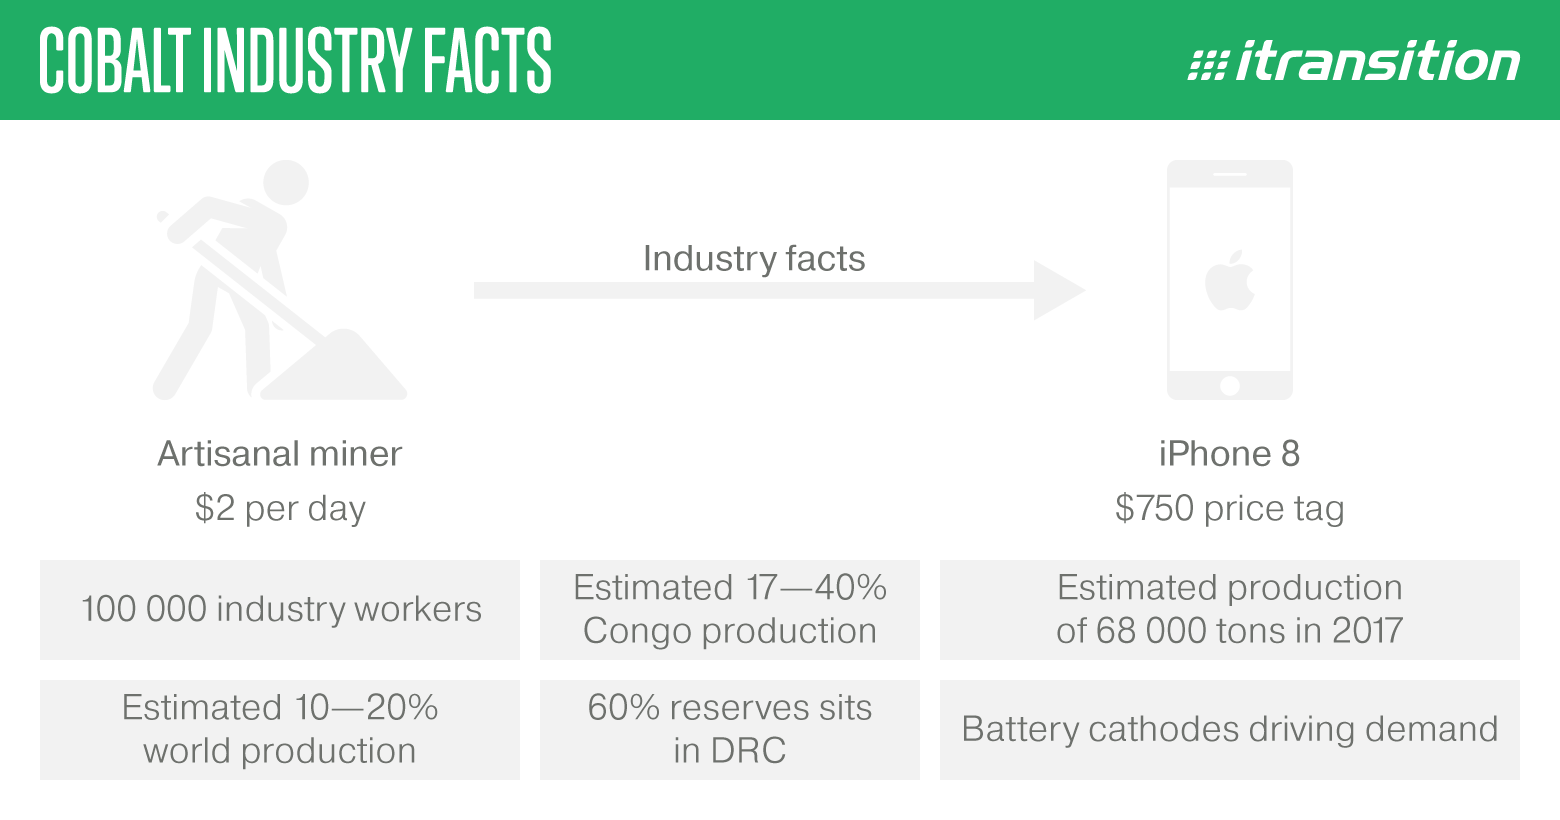 COBALT INDUSTRY FACTS
itransition
Industry facts
Artisanal miner
$2 per day
iPhone 8
$750 price tag
100 000 industry workers
Estimated 17—40%
Congo production
Estimated production
of 68 000 tons in 2017
Estimated 10—20%
world production
60% reserves sits
in DRC
Battery cathodes driving demand